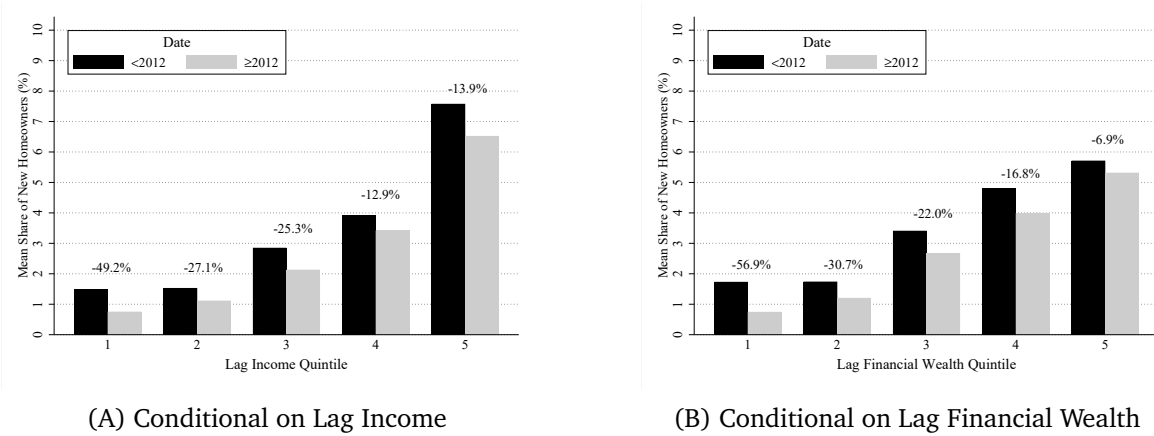 Mean Share of New Homeowners (%)
0 1 2 3 4 5 6 7 8 9 10
Date
<2012 ≥2012
-49.2%
-27.1%
-25.3%
-12.9%
-13.9%
1 2 3 4 5
Lag Income Quintile
(A) Conditional on Lag Income
Mean Share of New Homeowners (%)
0 1 2 3 4 5 6 7 8 9 10
Date
<2012 ≥2012
-56.9%
-30.7%
-22.0%
-16.8%
-6.9%
1 2 3 4 5
Lag Financial Wealth Quintile
(B) Conditional on Lag Financial Wealth